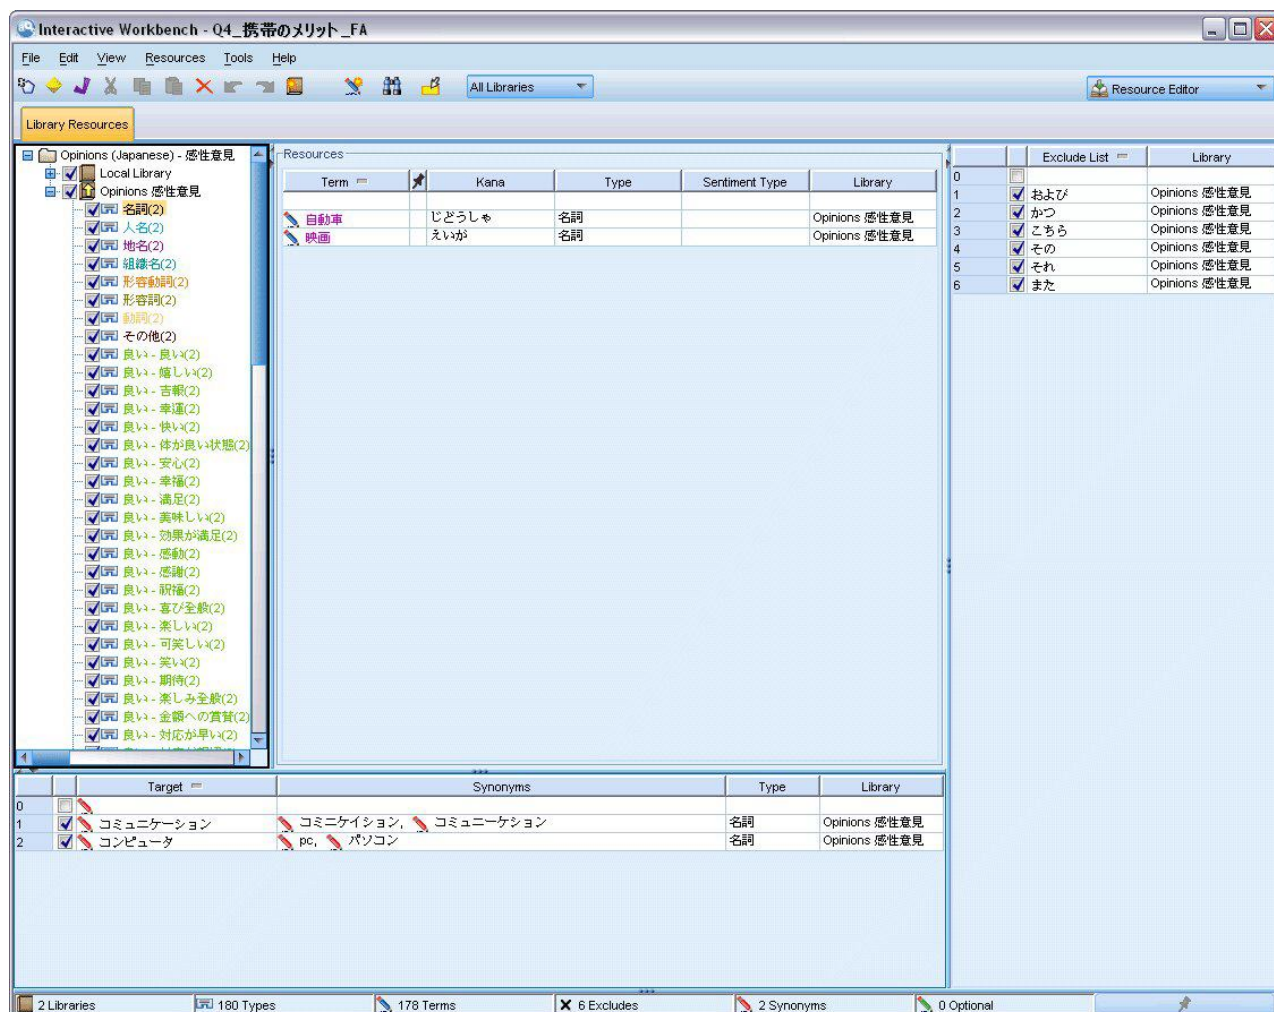 Interactive Workbench - Q4_携帯のメリット_FA
File Edit View Resources Tools Help
All Libraries
Resource Editor
Library Resources
Opinions (Japanese) - 感性意見
Local Library
Opinions 感性意見
名詞(2)
人名(2)
地名(2)
組織名(2)
形容動詞(2)
形容詞(2)
動詞(2)
その他(2)
良い - 良い(2)
良い - 嬉しい(2)
良い - 吉報(2)
良い - 幸運(2)
良い - 快い(2)
良い - 体が良い状態(2)
良い - 安心(2)
良い - 幸福(2)
良い - 満足(2)
良い - 美味しい(2)
良い - 効果が満足(2)
良い - 感動(2)
良い - 感謝(2)
良い - 祝福(2)
良い - 喜び全般(2)
良い - 楽しい(2)
良い - 可笑しい(2)
良い - 笑い(2)
良い - 期待(2)
良い - 楽しみ全般(2)
良い - 金額への賞賛(2)
良い - 対応が早い(2)
Resources
Term Kana Type Sentiment Type Library
自動車 じどうしゃ 名詞 Opinions 感性意見
映画 えいが 名詞 Opinions 感性意見
Exclude List Library
0
1 および Opinions 感性意見
2 かつ Opinions 感性意見
3 こちら Opinions 感性意見
4 その Opinions 感性意見
5 それ Opinions 感性意見
6 また Opinions 感性意見
Target Synonyms Type Library
0
1 コミュニケーション コミニケイション, コミュニーケション 名詞 Opinions 感性意見
2 コンピュータ pc, パソコン 名詞 Opinions 感性意見
2 Libraries 180 Types 178 Terms 6 Excludes 2 Synonyms 0 Optional